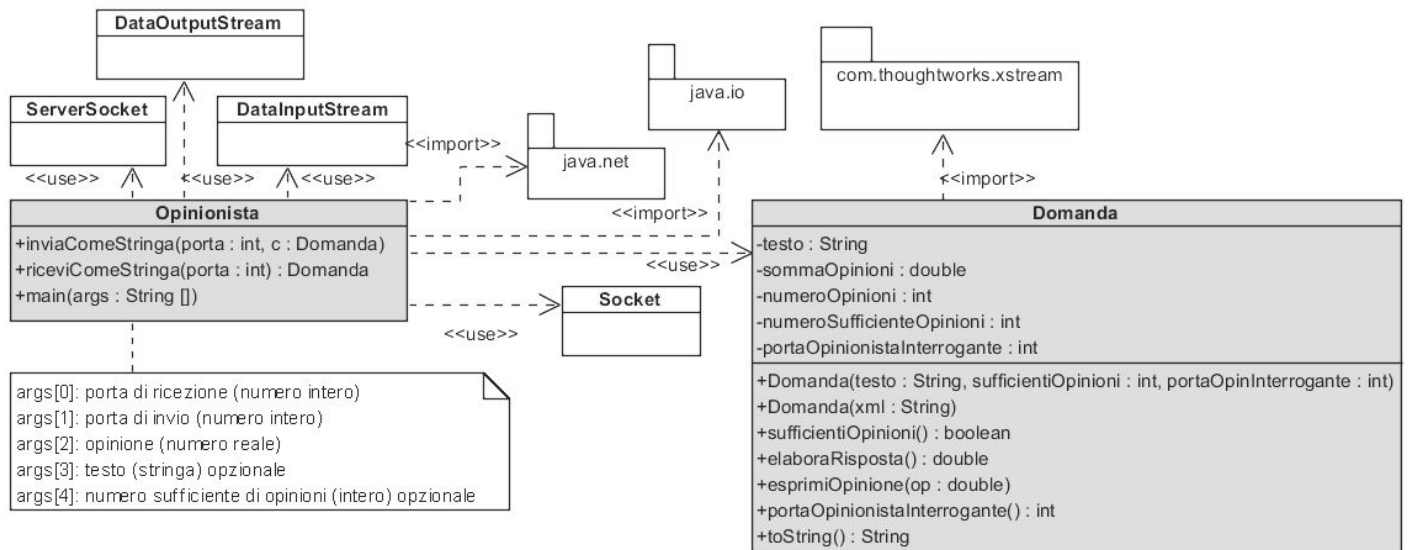 DataOutputStream
ServerSocket
DataInputStream
<<import>>
java.net
java.io
com.thoughtworks.xstream
<<use>>
<<use>>
<<use>>
<<import>>
<<import>>
Opinionista
+inviaComeStringa(porta : int, c : Domanda)
+riceviComeStringa(porta : int) : Domanda
+main(args : String [])
<<use>>
<<use>>
Socket
args[0]: porta di ricezione (numero intero)
args[1]: porta di invio (numero intero)
args[2]: opinione (numero reale)
args[3]: testo (stringa) opzionale
args[4]: numero sufficiente di opinioni (intero) opzionale
Domanda
-testo : String
-sommaOpinioni : double
-numeroOpinioni : int
-numeroSufficienteOpinioni : int
-portaOpinionistaInterrogante : int
+Domanda(testo : String, sufficientiOpinioni : int, portaOpinInterrogante : int)
+Domanda(xml : String)
+sufficientiOpinioni() : boolean
+elaboraRisposta() : double
+esprimiOpinione(op : double)
+portaOpinionistaInterrogante() : int
+toString() : String